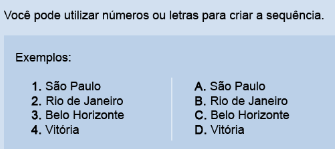 Você pode utilizar números ou letras para criar a sequência.
Exemplos:
1. São Paulo
2. Rio de Janeiro
3. Belo Horizonte
4. Vitória
A. São Paulo
B. Rio de Janeiro
C. Belo Horizonte
D. Vitória